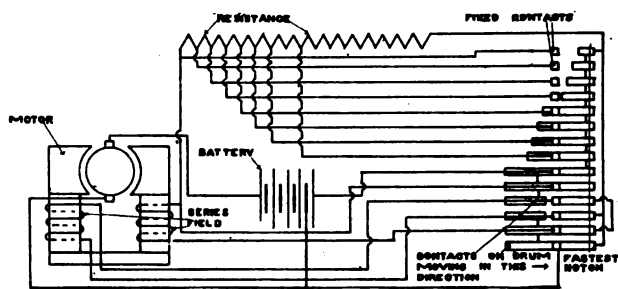 RESISTANCE
FIXED CONTACTS
MOTOR
BATTERY
SERIES
FIELD
CONTACTS ON DRUM
MOVING IN THIS →
DIRECTION
FASTEST
NOTCH